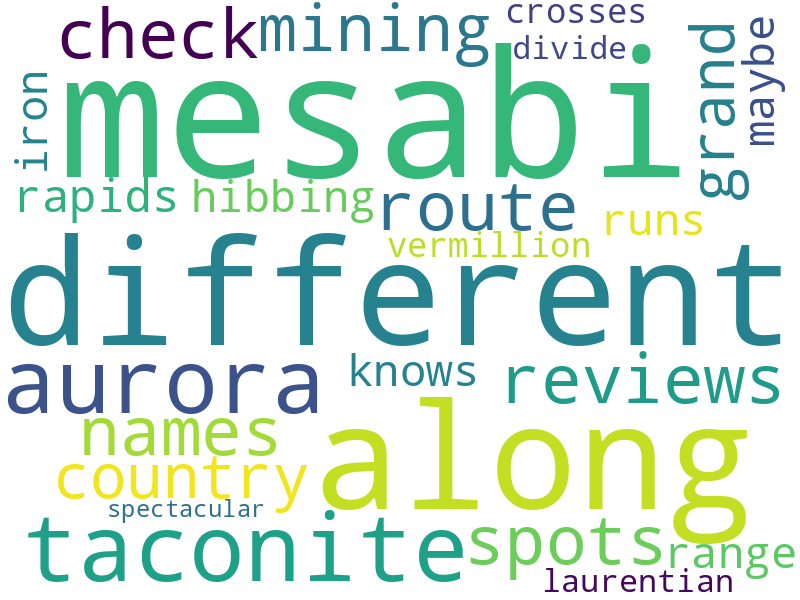 check
mining
crosses
divide
grand
maybe
iron
mesabi
rapids
hibbing
route
runs
vermillion
different
aurora
knows
reviews
names
along
country
spectacular
taconite
spots
range
laurentian